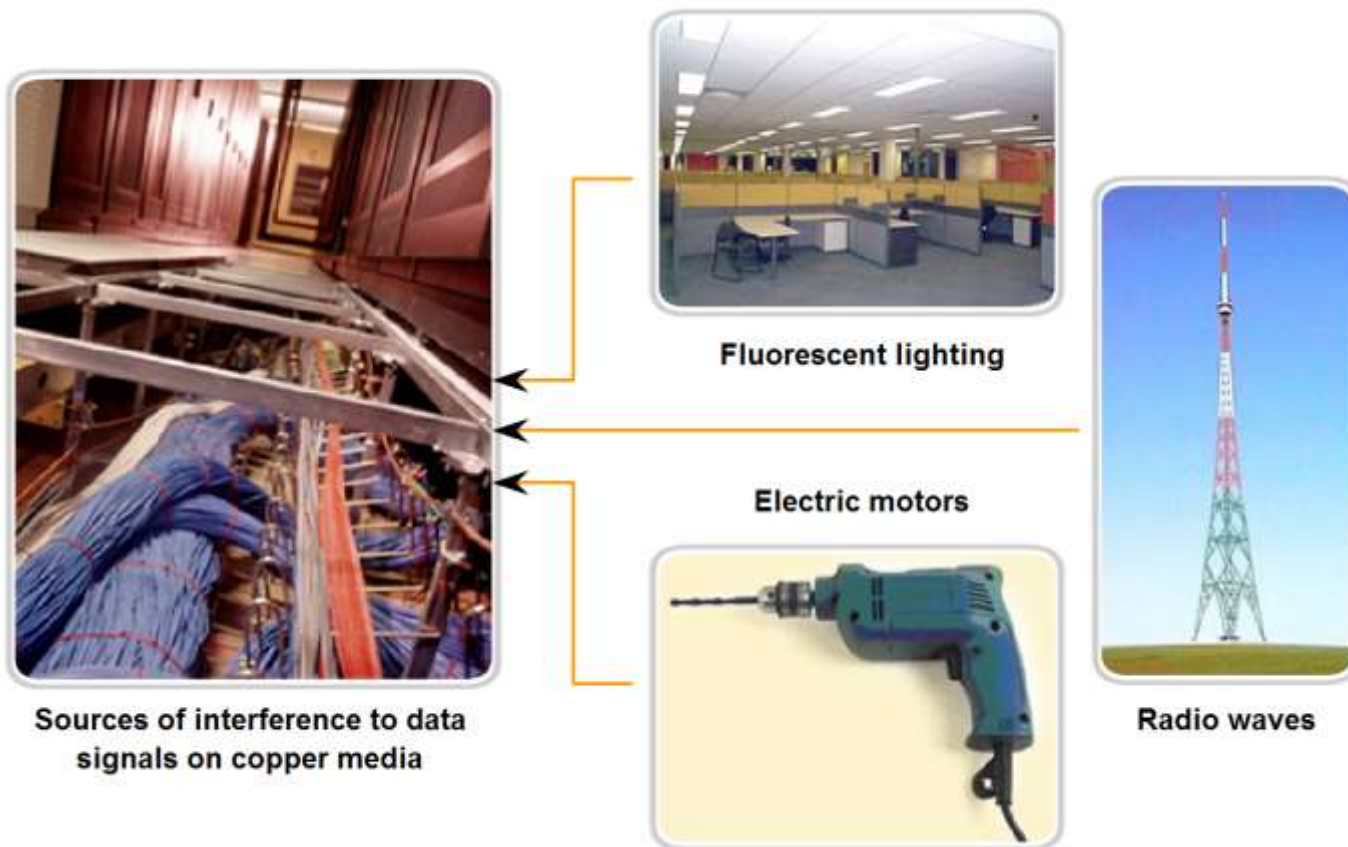 Fluorescent lighting
Electric motors
Sources of interference to data
signals on copper media
Radio waves